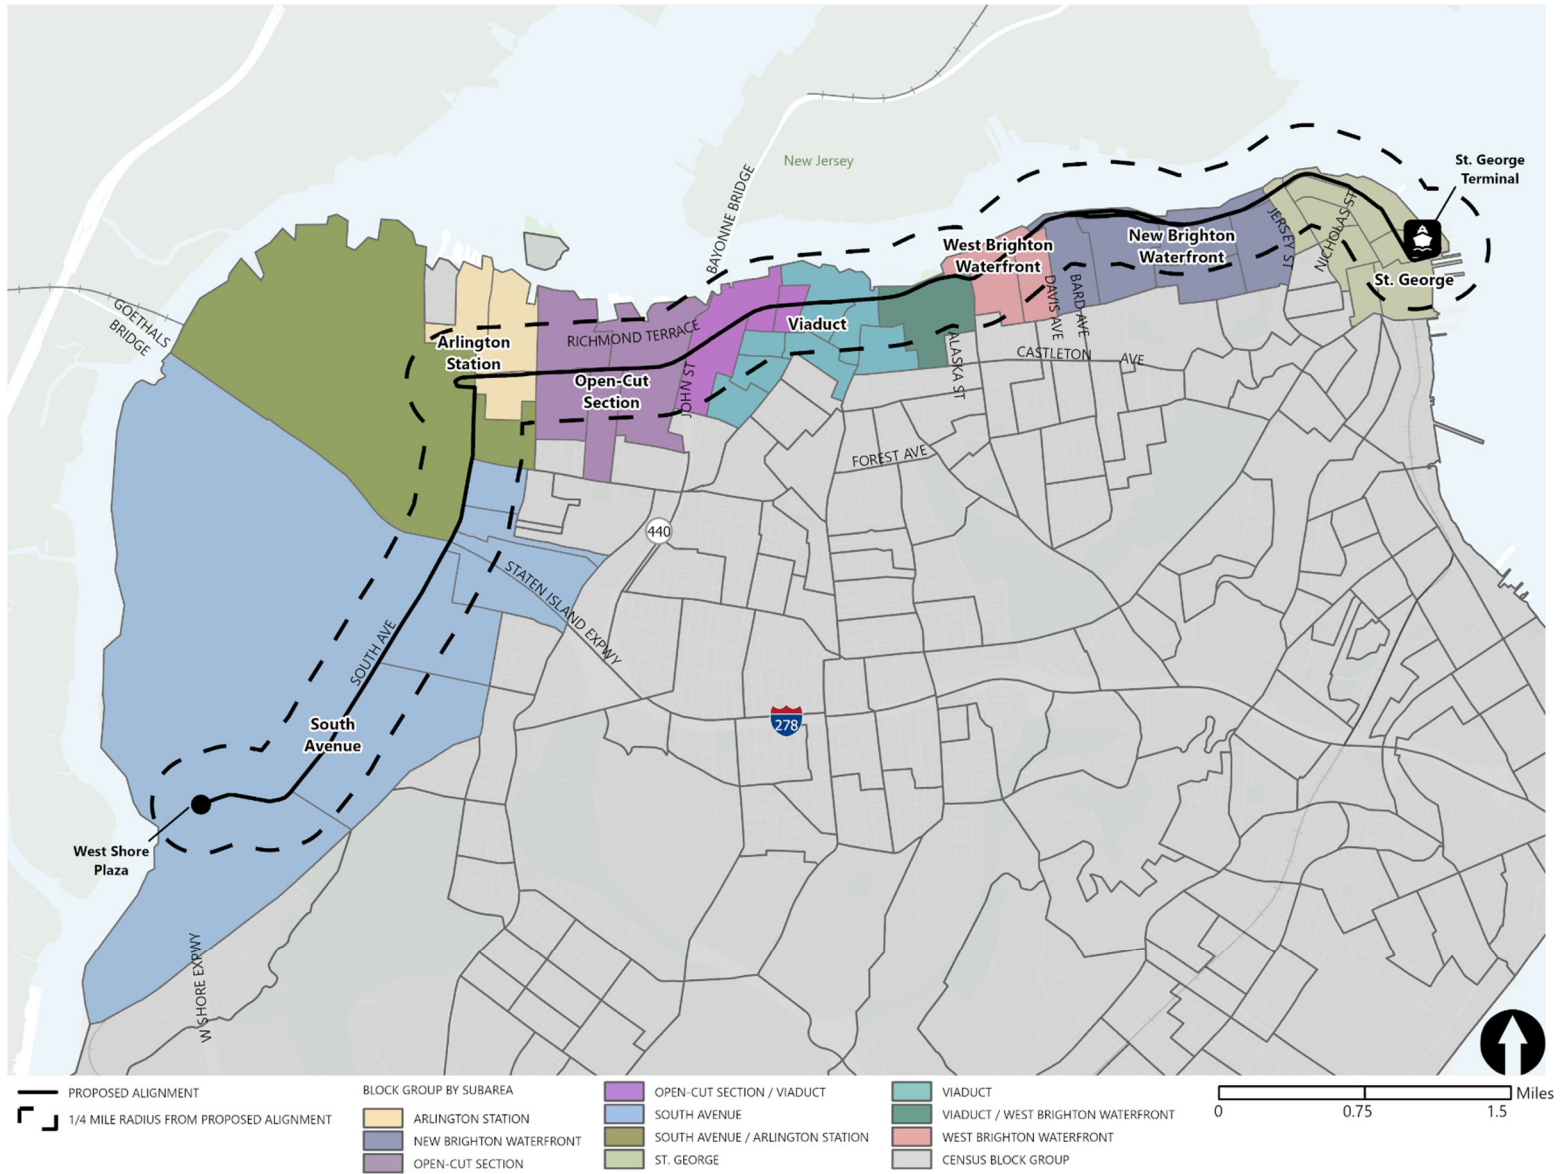 New Jersey
BAYONNE BRIDGE
St. George
Terminal
GOETHALS
BRIDGE
West Brighton
Waterfront
New Brighton
Waterfront
JERSEY ST
NICHOLAS ST
St. George
DAVIS AVE
BARD AVE
Arlington
Station
RICHMOND TERRACE
Viaduct
ALASKA ST
CASTLETON AVE
Open-Cut
Section
JOHN ST
FOREST AVE
440
STATEN ISLAND EXPWY
SOUTH AVE
South
Avenue
278
West Shore
Plaza
W SHORE EXPWY
PROPOSED ALIGNMENT
1/4 MILE RADIUS FROM PROPOSED ALIGNMENT
BLOCK GROUP BY SUBAREA
ARLINGTON STATION
NEW BRIGHTON WATERFRONT
OPEN-CUT SECTION
OPEN-CUT SECTION / VIADUCT
SOUTH AVENUE
SOUTH AVENUE / ARLINGTON STATION
ST. GEORGE
VIADUCT
VIADUCT / WEST BRIGHTON WATERFRONT
WEST BRIGHTON WATERFRONT
CENSUS BLOCK GROUP
Miles
0 0.75 1.5